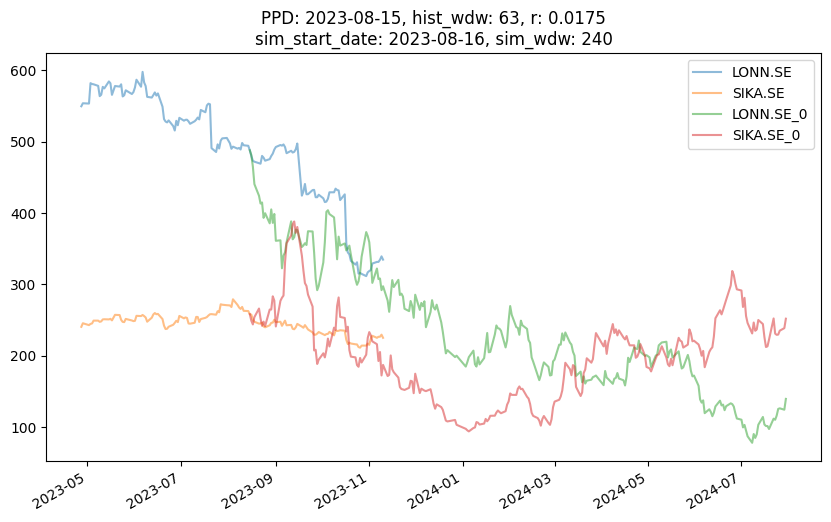 PPD: 2023-08-15, hist_wdw: 63, r: 0.0175
sim_start_date: 2023-08-16, sim_wdw: 240
LONN.SE
SIKA.SE
LONN.SE_0
SIKA.SE_0
600
500
400
300
200
100
2023-05
2023-07
2023-09
2023-11
2024-01
2024-03
2024-05
2024-07